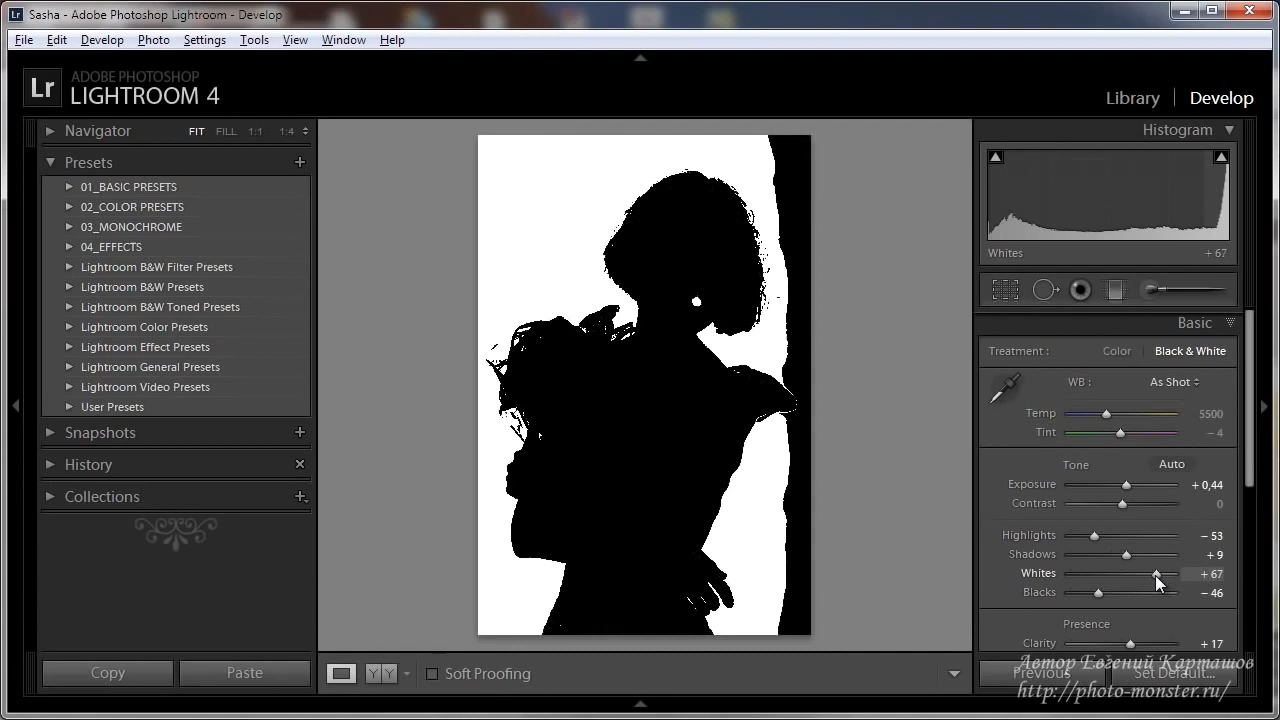 Sasha - Adobe Photoshop Lightroom - Develop
File Edit Develop Photo Settings Tools View Window Help
Lr
ADOBE PHOTOSHOP
LIGHTROOM 4
Library | Develop
Navigator FIT FILL 1:1 1:4
Presets +
01_BASIC PRESETS
02_COLOR PRESETS
03_MONOCHROME
04_EFFECTS
Lightroom B&W Filter Presets
Lightroom B&W Presets
Lightroom B&W Toned Presets
Lightroom Color Presets
Lightroom Effect Presets
Lightroom General Presets
Lightroom Video Presets
User Presets
Snapshots +
History ×
Collections +
Copy Paste
Soft Proofing
Histogram
Whites + 67
Basic
Treatment : Color Black & White
WB : As Shot
Temp 5500
Tint – 4
Tone Auto
Exposure + 0,44
Contrast 0
Highlights – 53
Shadows + 9
Whites + 67
Blacks – 46
Presence
Clarity + 17
Previous Set Default...
Автор Евгений Карташов
http://photo-monster.ru/